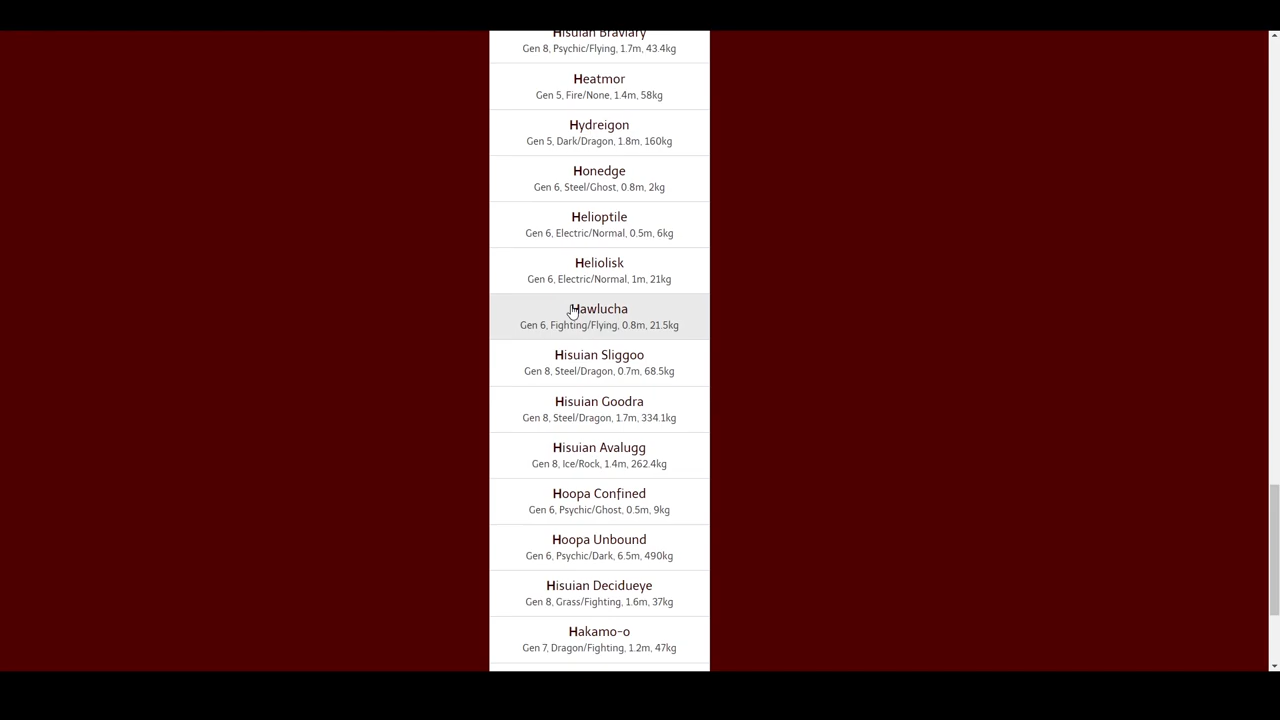 Hisuian Braviary
Gen 8, Psychic/Flying, 1.7m, 43.4kg
Heatmor
Gen 5, Fire/None, 1.4m, 58kg
Hydreigon
Gen 5, Dark/Dragon, 1.8m, 160kg
Honedge
Gen 6, Steel/Ghost, 0.8m, 2kg
Helioptile
Gen 6, Electric/Normal, 0.5m, 6kg
Heliolisk
Gen 6, Electric/Normal, 1m, 21kg
Hawlucha
Gen 6, Fighting/Flying, 0.8m, 21.5kg
Hisuian Sliggoo
Gen 8, Steel/Dragon, 0.7m, 68.5kg
Hisuian Goodra
Gen 8, Steel/Dragon, 1.7m, 334.1kg
Hisuian Avalugg
Gen 8, Ice/Rock, 1.4m, 262.4kg
Hoopa Confined
Gen 6, Psychic/Ghost, 0.5m, 9kg
Hoopa Unbound
Gen 6, Psychic/Dark, 6.5m, 490kg
Hisuian Decidueye
Gen 8, Grass/Fighting, 1.6m, 37kg
Hakamo-o
Gen 7, Dragon/Fighting, 1.2m, 47kg